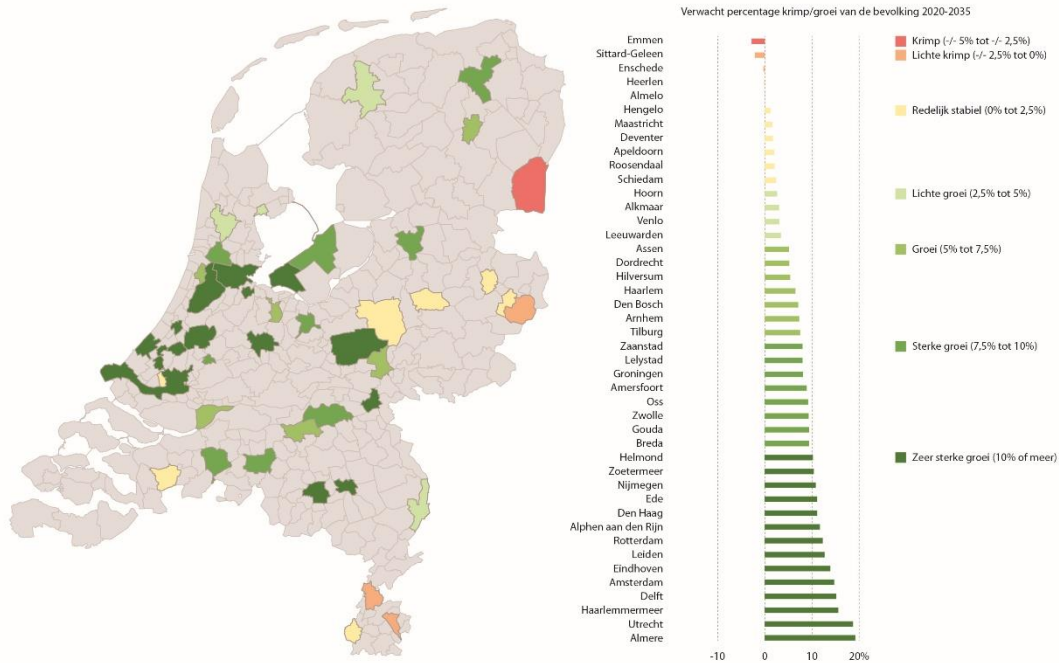 Verwacht percentage krimp/groei van de bevolking 2020-2035
Emmen
Sittard-Geleen
Enschede
Heerlen
Almelo
Hengelo
Maastricht
Deventer
Apeldoorn
Roosendaal
Schiedam
Hoorn
Alkmaar
Venlo
Leeuwarden
Assen
Dordrecht
Hilversum
Haarlem
Den Bosch
Arnhem
Tilburg
Zaanstad
Lelystad
Groningen
Amersfoort
Oss
Zwolle
Gouda
Breda
Helmond
Zoetermeer
Nijmegen
Ede
Den Haag
Alphen aan den Rijn
Rotterdam
Leiden
Eindhoven
Amsterdam
Delft
Haarlemmermeer
Utrecht
Almere
-10 0 10 20%
Krimp (-/- 5% tot -/- 2,5%)
Lichte krimp (-/- 2,5% tot 0%)
Redelijk stabiel (0% tot 2,5%)
Lichte groei (2,5% tot 5%)
Groei (5% tot 7,5%)
Sterke groei (7,5% tot 10%)
Zeer sterke groei (10% of meer)